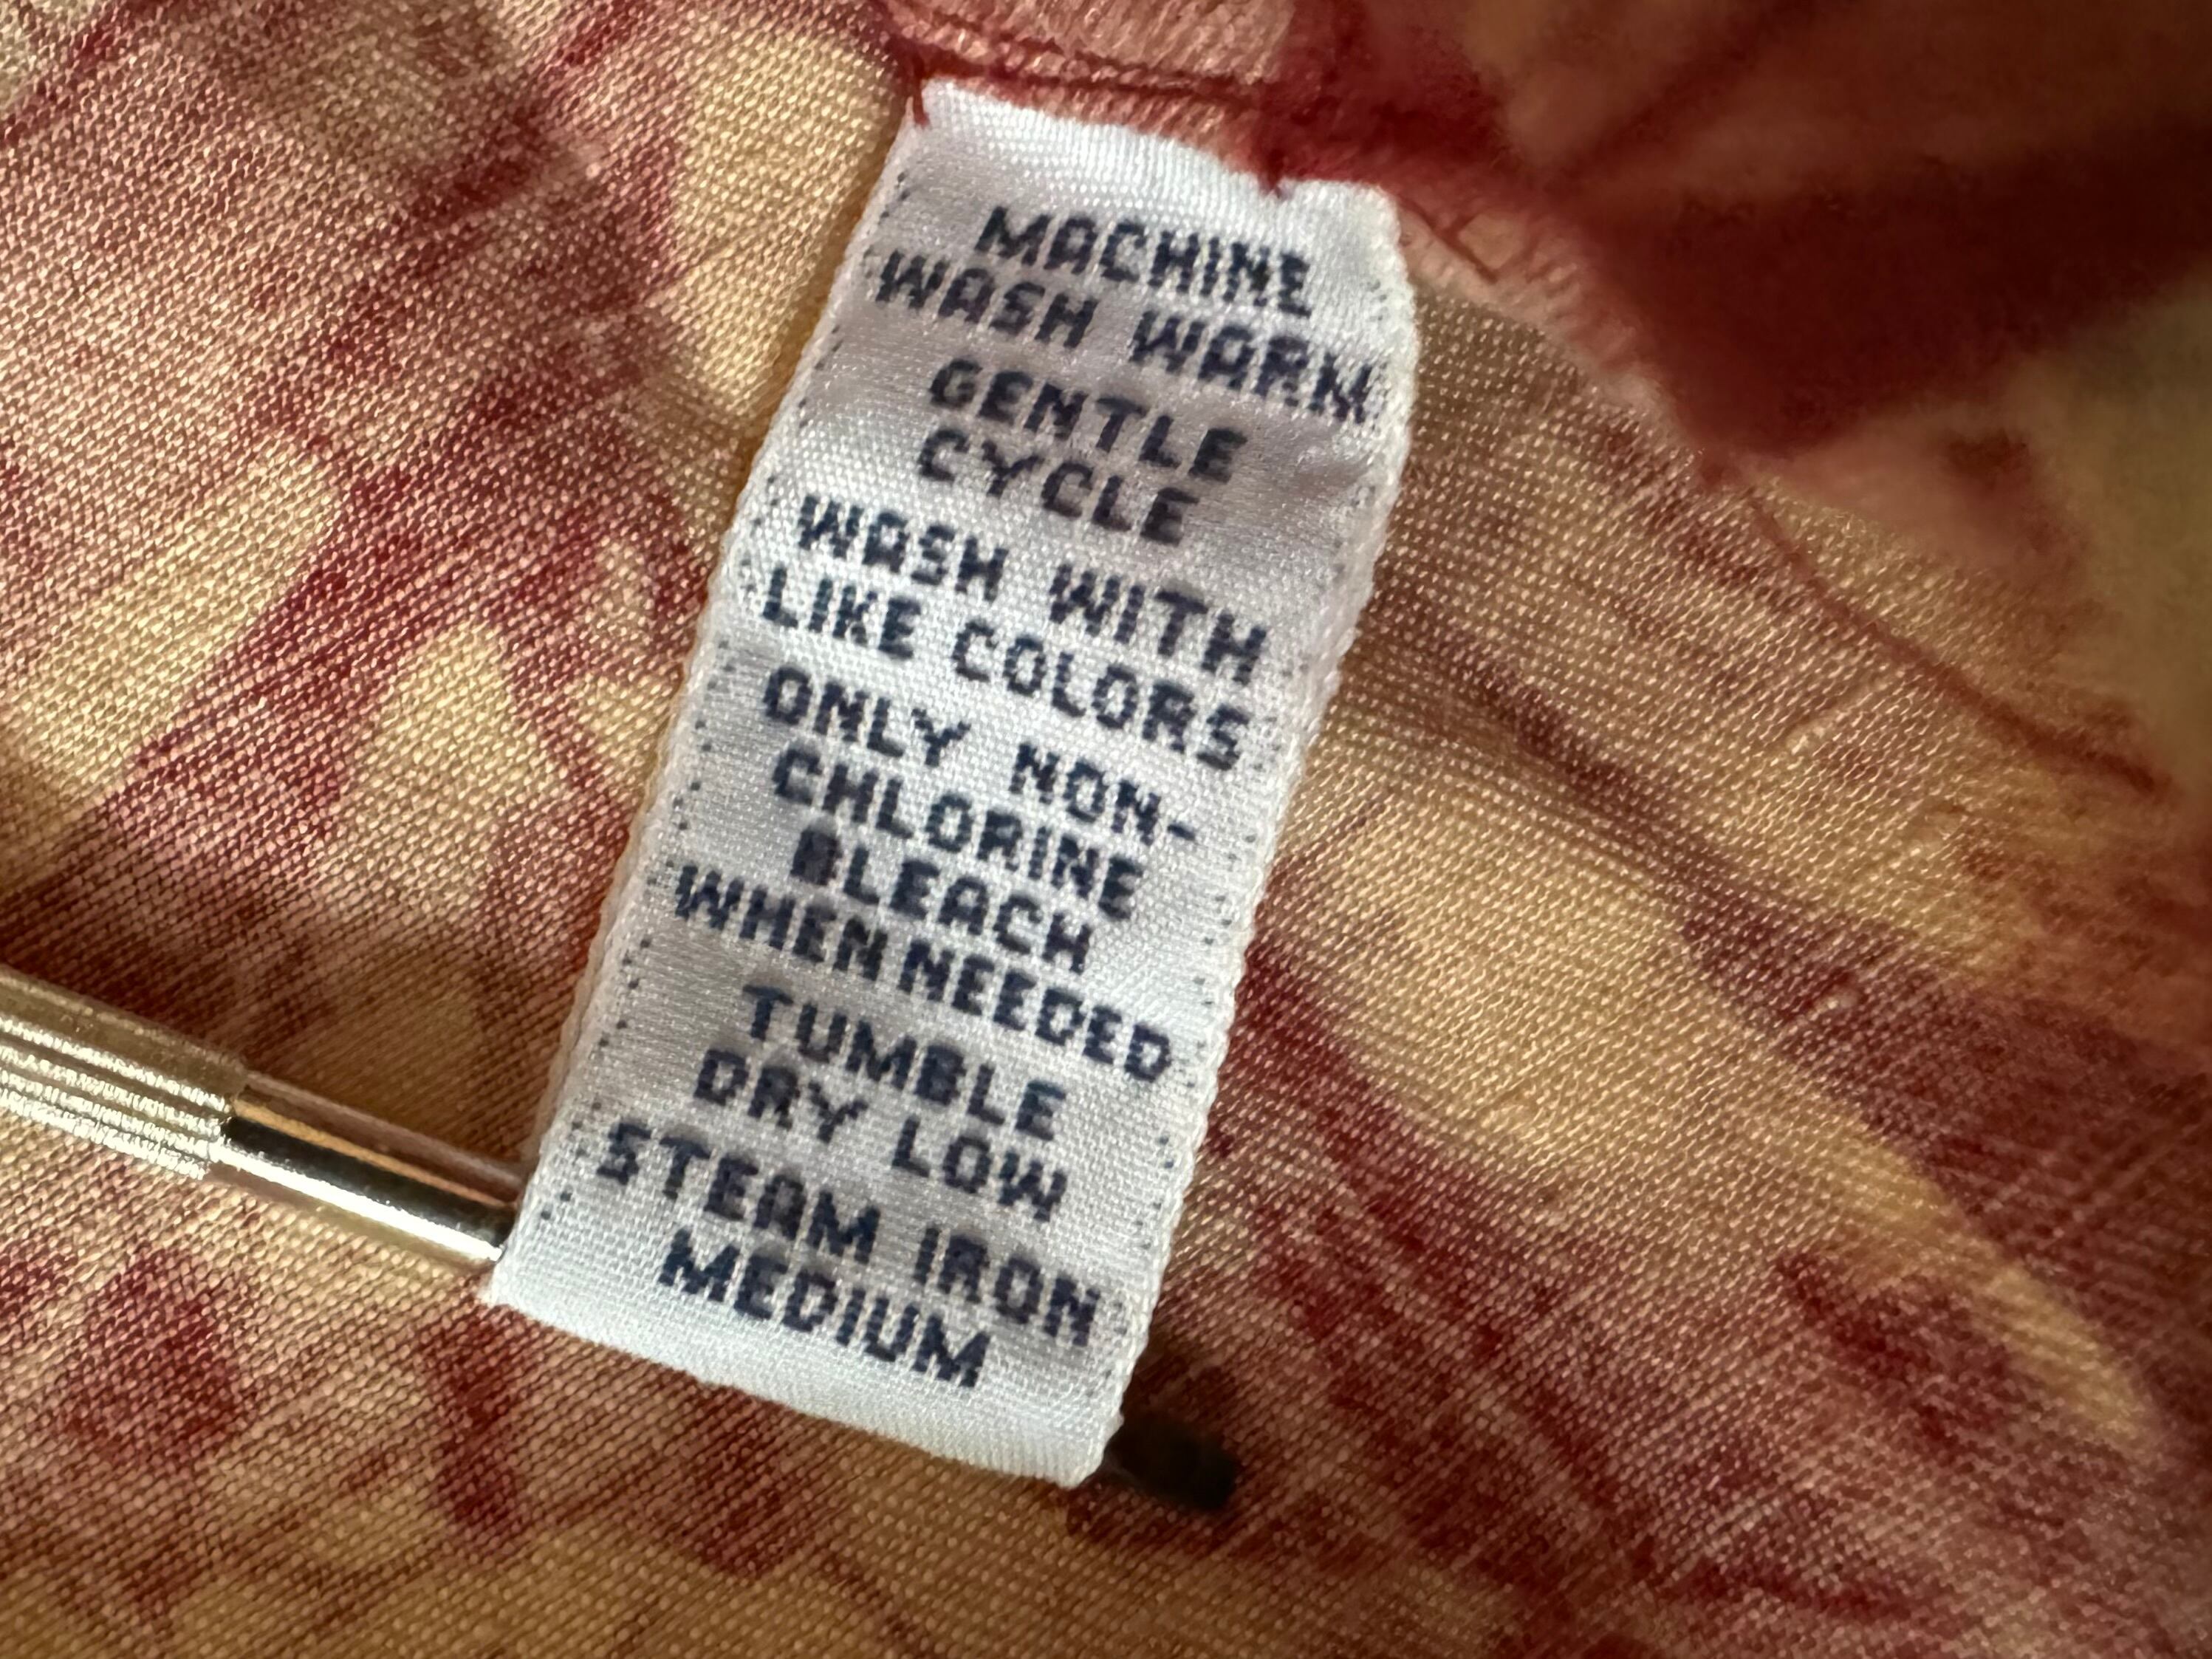 MACHINE
WASH WARM
GENTLE
CYCLE
WASH WITH
LIKE COLORS
ONLY NON-
CHLORINE
BLEACH
WHEN NEEDED
TUMBLE
DRY LOW
STEAM IRON
MEDIUM